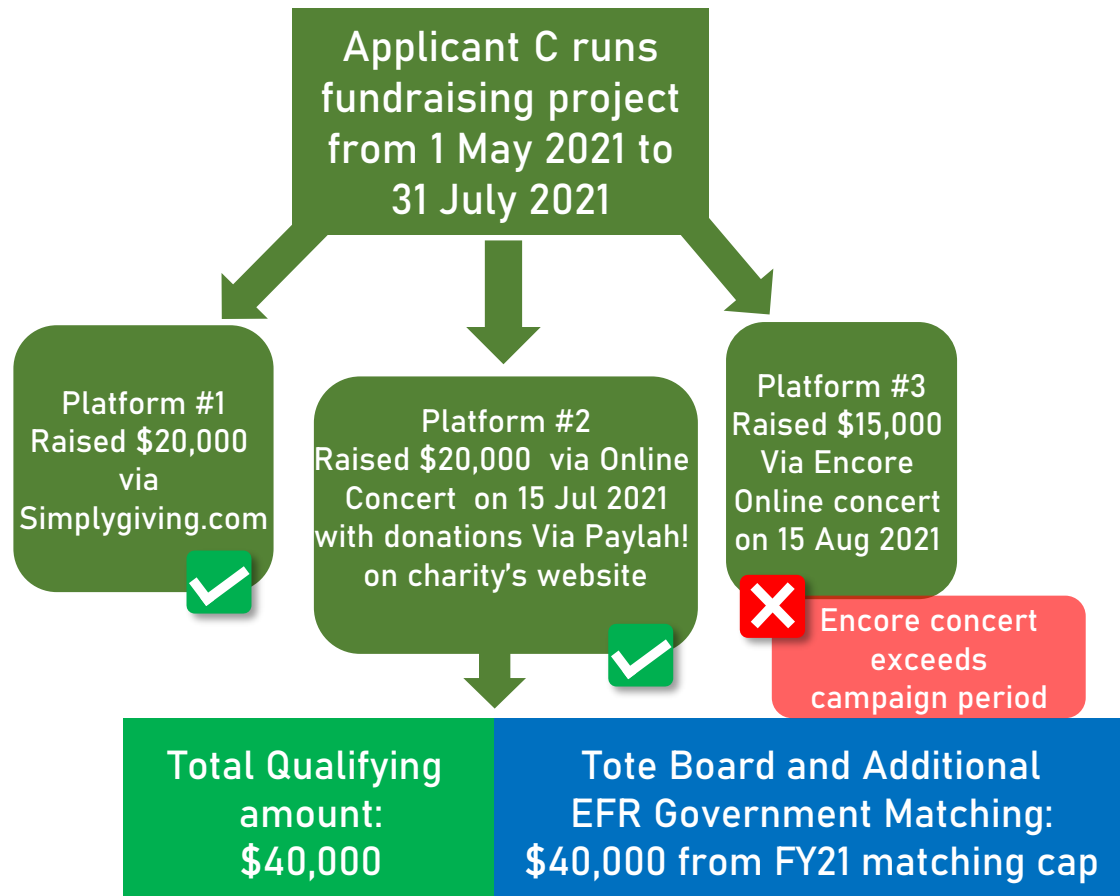 Applicant C runs
fundraising project
from 1 May 2021 to
31 July 2021
Platform #1
Raised $20,000
via
Simplygiving.com
Platform #2
Raised $20,000 via Online
Concert on 15 Jul 2021
with donations Via Paylah!
on charity's website
Platform #3
Raised $15,000
Via Encore
Online concert
on 15 Aug 2021
Encore concert
exceeds
campaign period
Total Qualifying
amount:
$40,000
Tote Board and Additional
EFR Government Matching:
$40,000 from FY21 matching cap